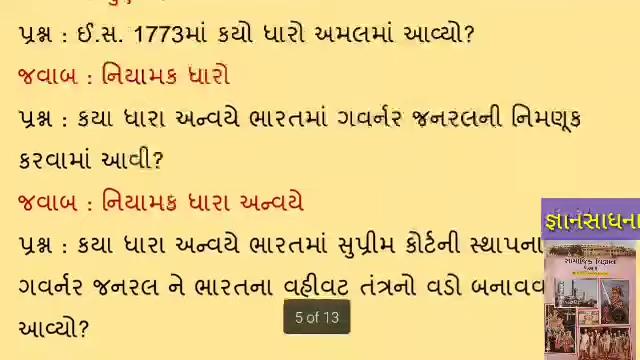 પ્રશ્ન : ઈ.સ. 1773માં કયો ધારો અમલમાં આવ્યો?
જવાબ : નિયામક ધારો
પ્રશ્ન : કયા ધારા અન્વયે ભારતમાં ગવર્નર જનરલની નિમણૂક
કરવામાં આવી?
જવાબ : નિયામક ધારા અન્વયે
પ્રશ્ન : કયા ધારા અન્વયે ભારતમાં સુપ્રીમ કોર્ટની સ્થાપના
ગવર્નર જનરલ ને ભારતના વહીવટ તંત્રનો વડો બનાવવ
આવ્યો?
5 of 13
જ્ઞાનસાધના
સામાજિક વિજ્ઞાન